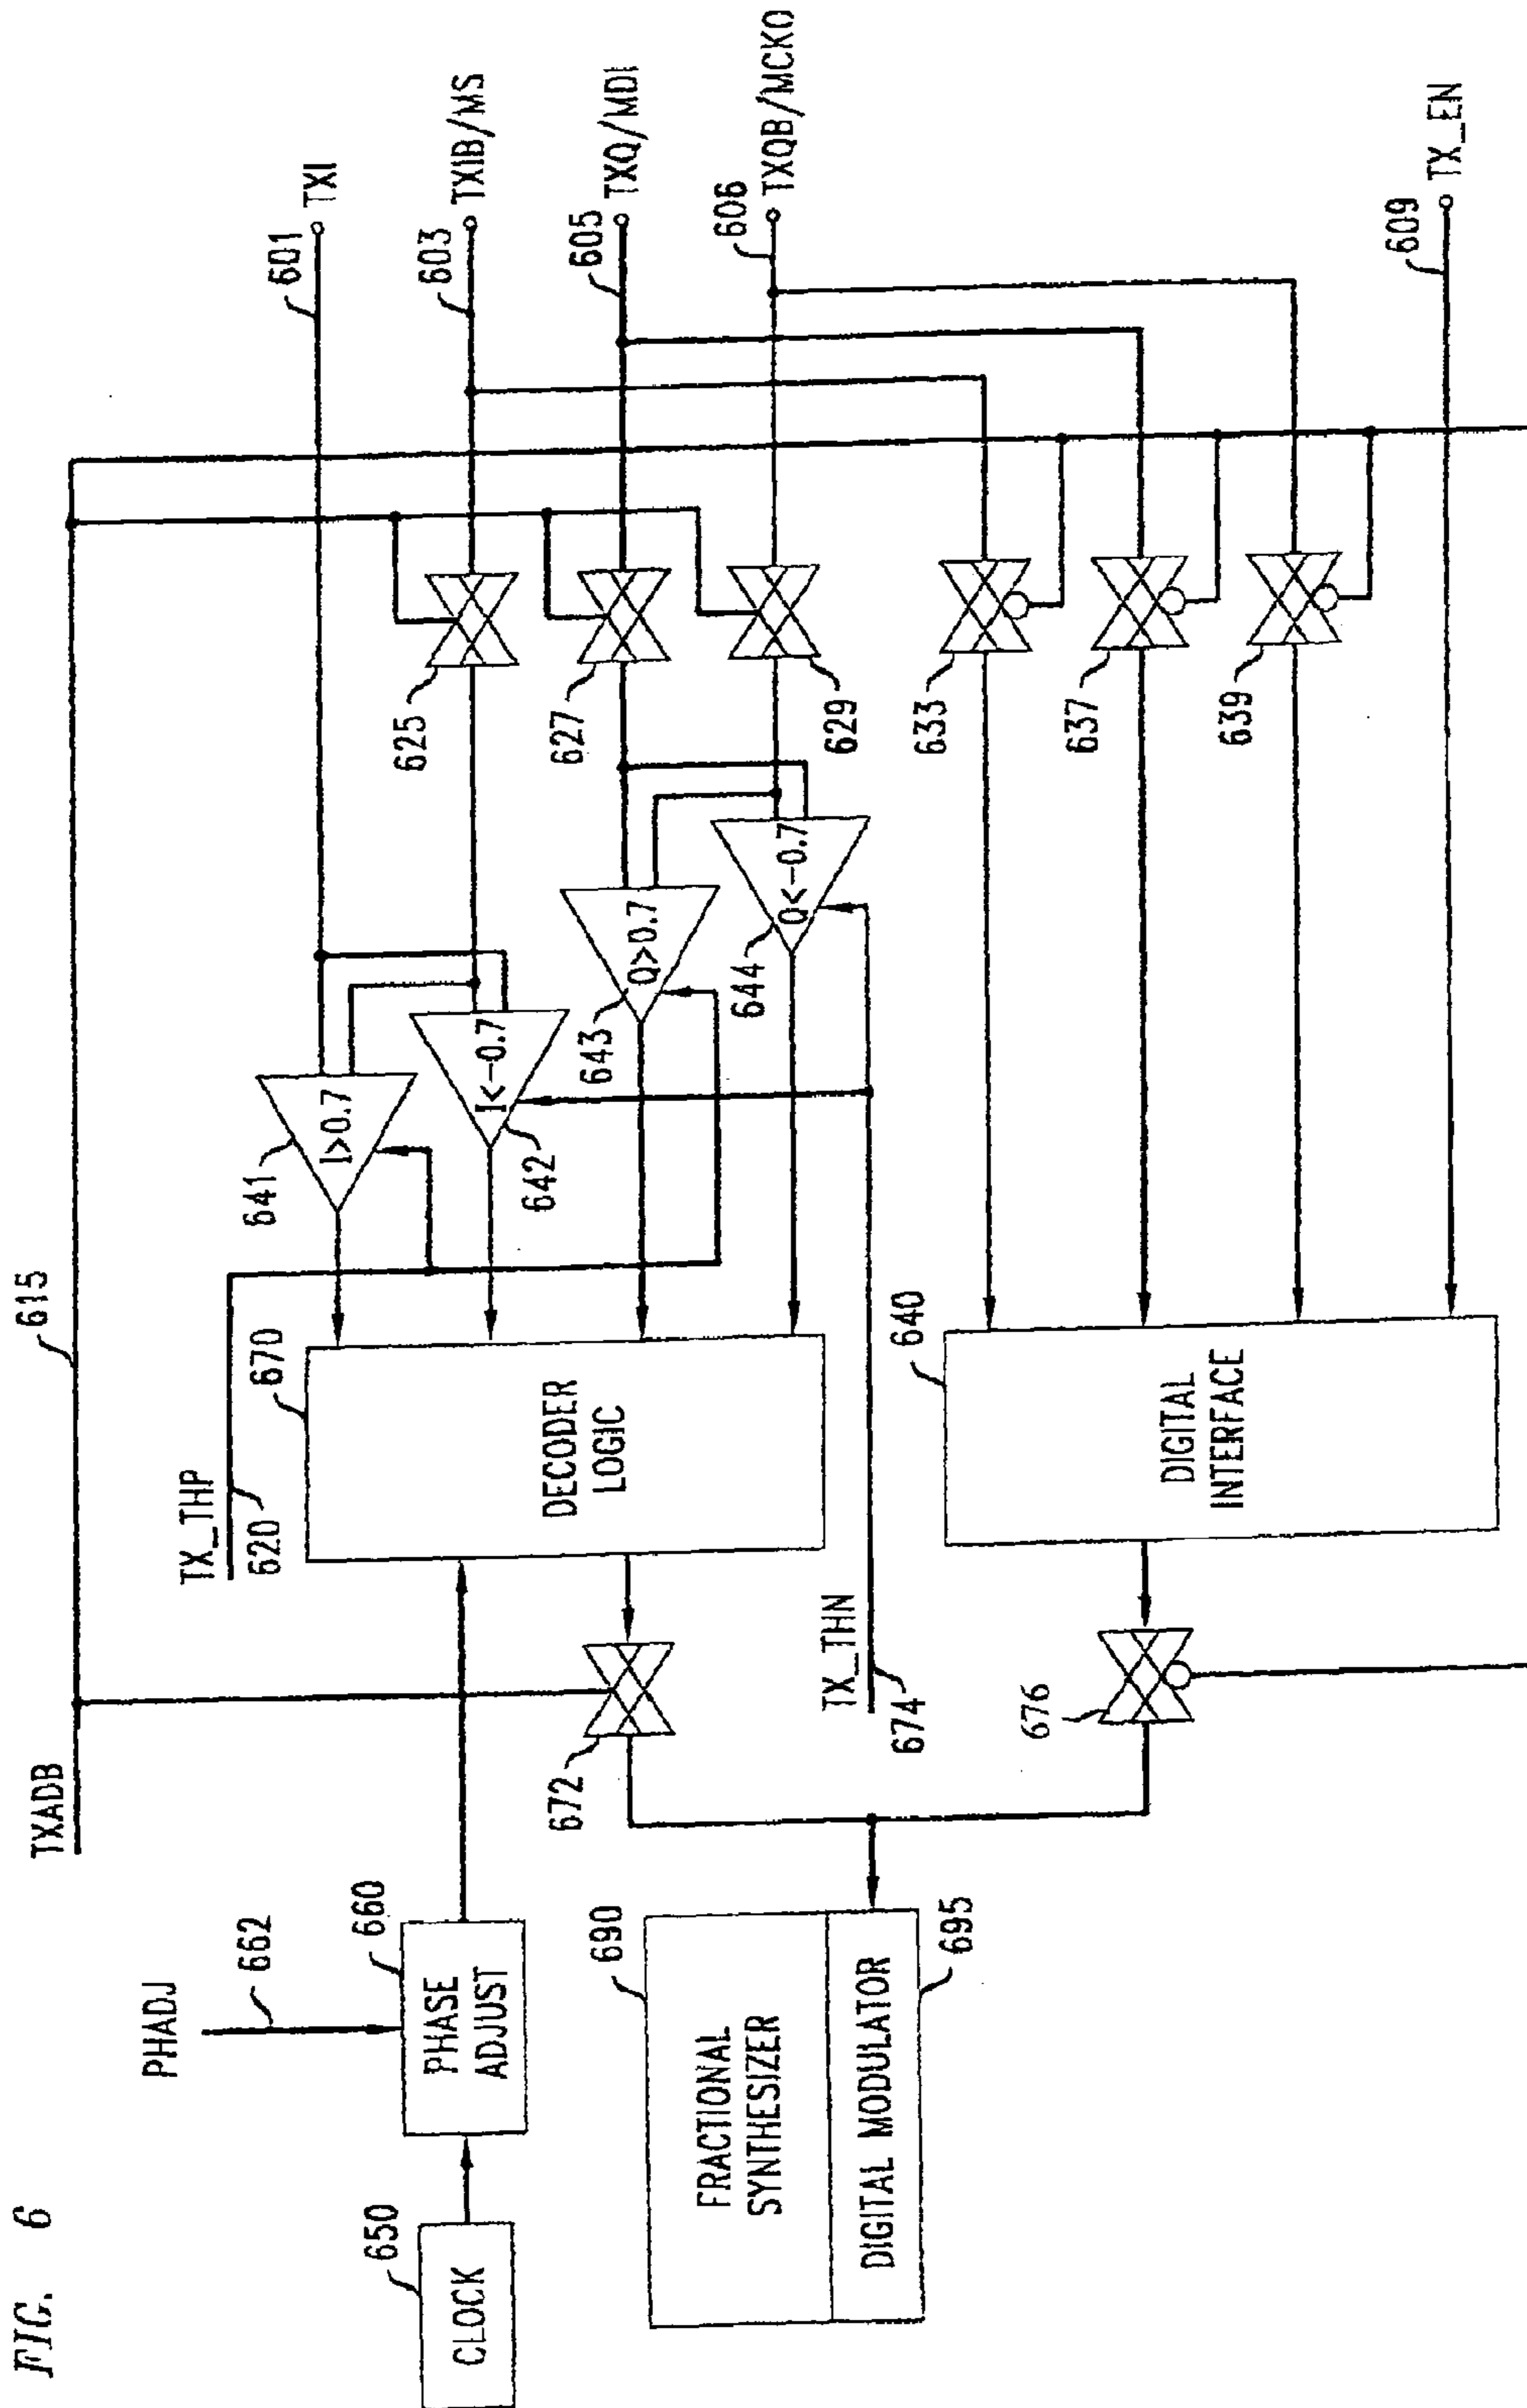 FIG. 6
TXADB
615
TXI
601
TXIB/MS
603
TXQ/MDI
605
TXQB/MCKO
606
TX_EN
609
625
627
629
633
637
639
I>0.7
641
I<-0.7
642
Q>0.7
643
Q<-0.7
644
TX_THP
620
670
DECODER
LOGIC
640
DIGITAL
INTERFACE
TX_THN
674
672
676
PHADJ
662
660
PHASE
ADJUST
650
CLOCK
690
FRACTIONAL
SYNTHESIZER
DIGITAL MODULATOR
695